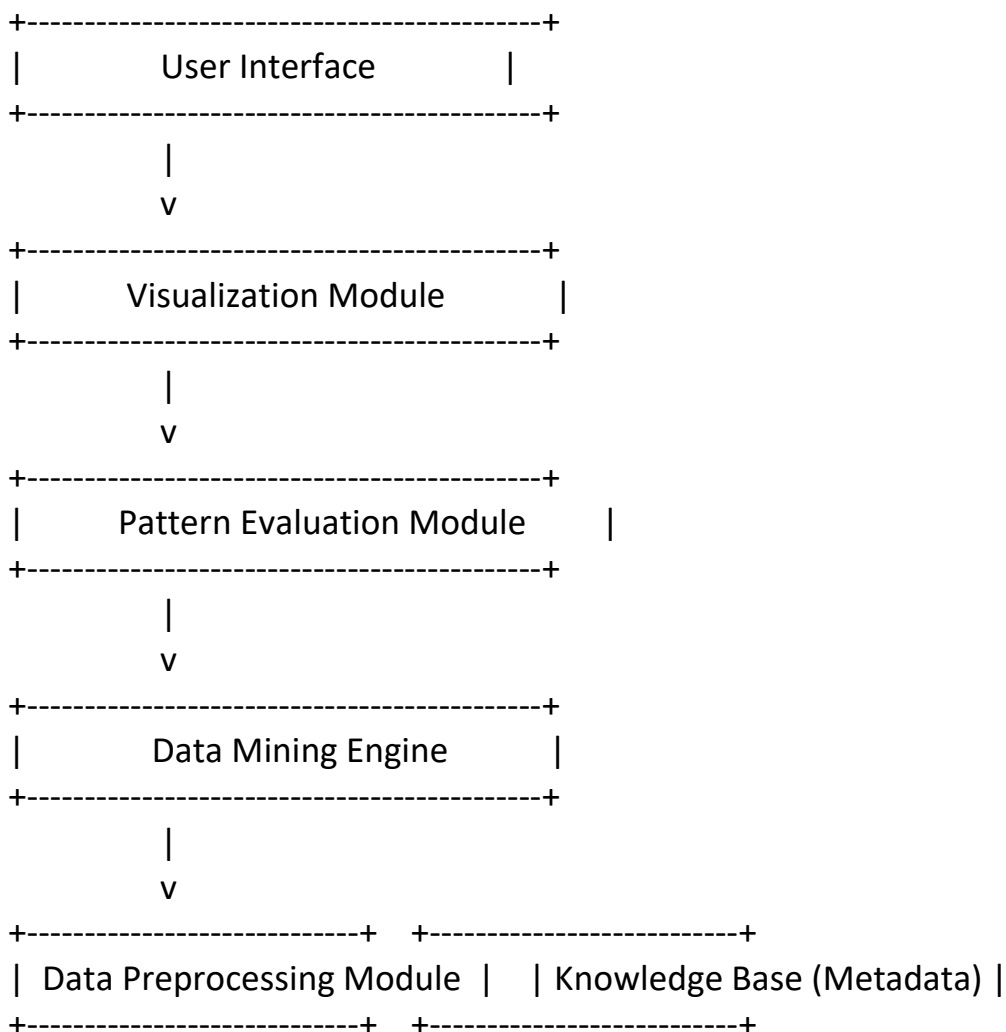 +---------------------------------------------+
| User Interface |
+---------------------------------------------+
|
v
+---------------------------------------------+
| Visualization Module |
+---------------------------------------------+
|
v
+---------------------------------------------+
| Pattern Evaluation Module |
+---------------------------------------------+
|
v
+---------------------------------------------+
| Data Mining Engine |
+---------------------------------------------+
|
v
+-----------------------------+ +---------------------------+
| Data Preprocessing Module | | Knowledge Base (Metadata) |
+-----------------------------+ +---------------------------+